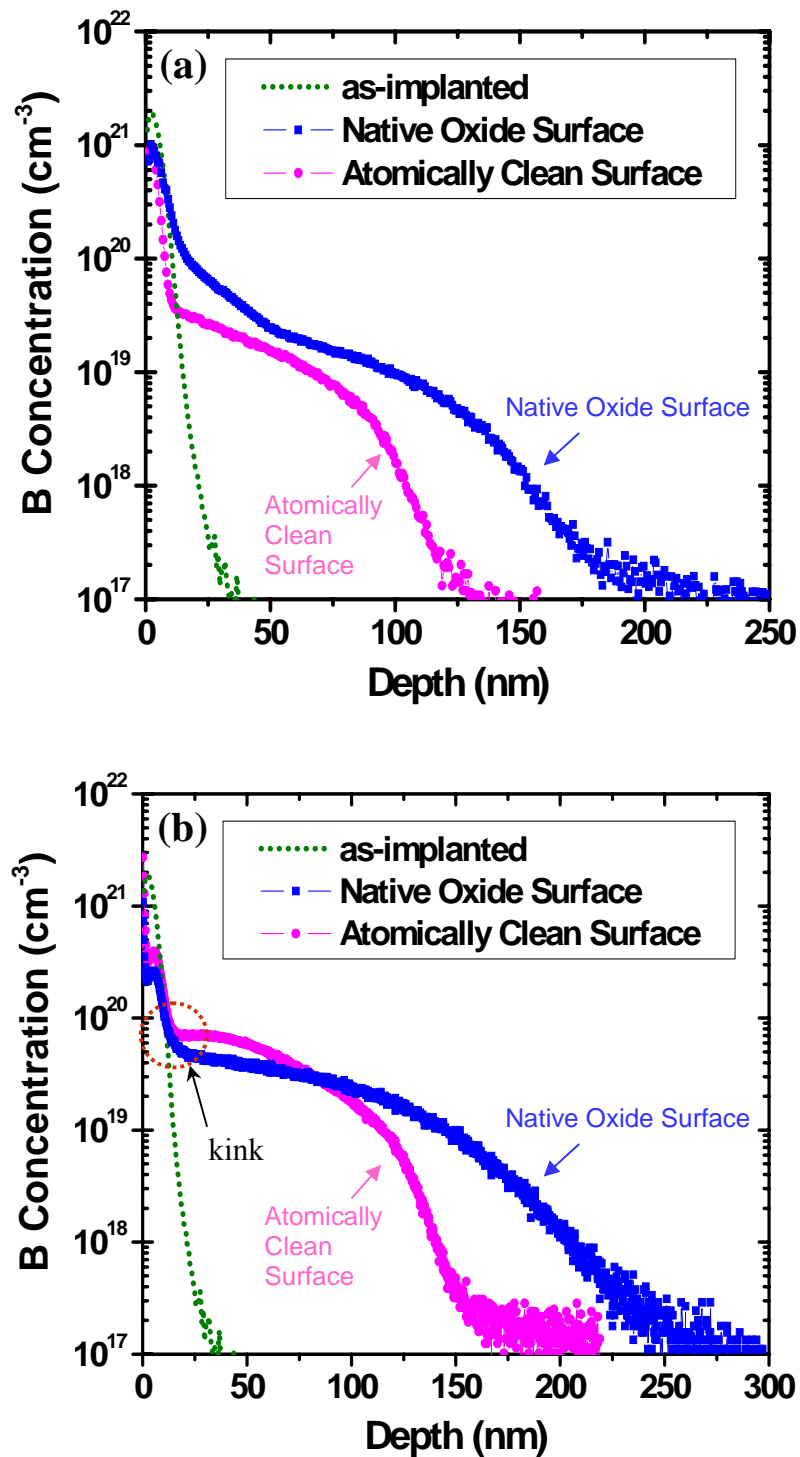 (a)
as-implanted
Native Oxide Surface
Atomically Clean Surface
B Concentration (cm⁻³)
10²²
10²¹
10²⁰
10¹⁹
10¹⁸
10¹⁷
Native Oxide Surface
Atomically
Clean
Surface
0 50 100 150 200 250
Depth (nm)
(b)
as-implanted
Native Oxide Surface
Atomically Clean Surface
B Concentration (cm⁻³)
10²²
10²¹
10²⁰
10¹⁹
10¹⁸
10¹⁷
kink
Native Oxide Surface
Atomically
Clean
Surface
0 50 100 150 200 250 300
Depth (nm)